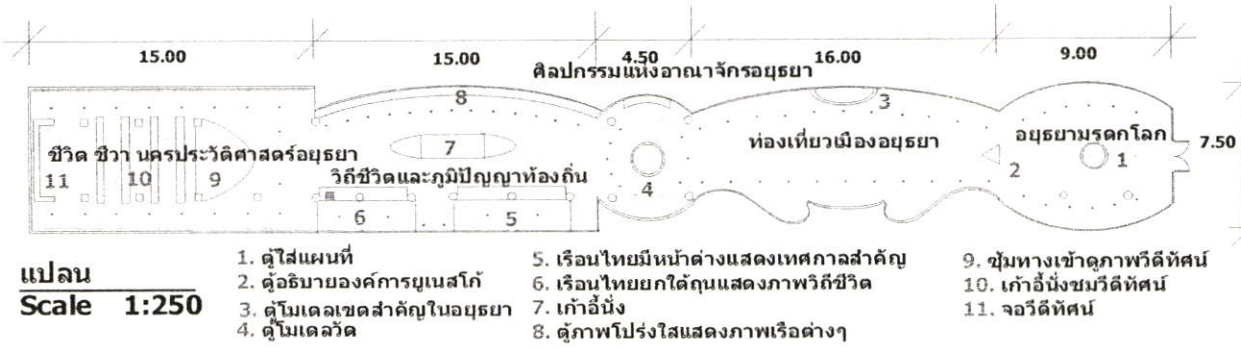 15.00 15.00 4.50 16.00 9.00
ศิลปกรรมแห่งอาณาจักรอยุธยา
8 3
ชีวิต ชีวา นครประวัติศาสตร์อยุธยา 7 ท่องเที่ยวเมืองอยุธยา อยุธยามรดกโลก 7.50
11 10 9 วิถีชีวิตและภูมิปัญญาท้องถิ่น 4 2 1
6 5
แปลน
Scale 1:250
1. ตู้ใส่แผนที่
2. ตู้อธิบายองค์การยูเนสโก้
3. ตู้โมเดลเขตสำคัญในอยุธยา
4. ตู้โมเดลวัด
5. เรือนไทยมีหน้าต่างแสดงเทศกาลสำคัญ
6. เรือนไทยยกใต้ถุนแสดงภาพวิถีชีวิต
7. เก้าอี้นั่ง
8. ตู้ภาพโปร่งใสแสดงภาพเรือต่างๆ
9. ซุ้มทางเข้าดูภาพวีดีทัศน์
10. เก้าอี้นั่งชมวีดีทัศน์
11. จอวีดีทัศน์